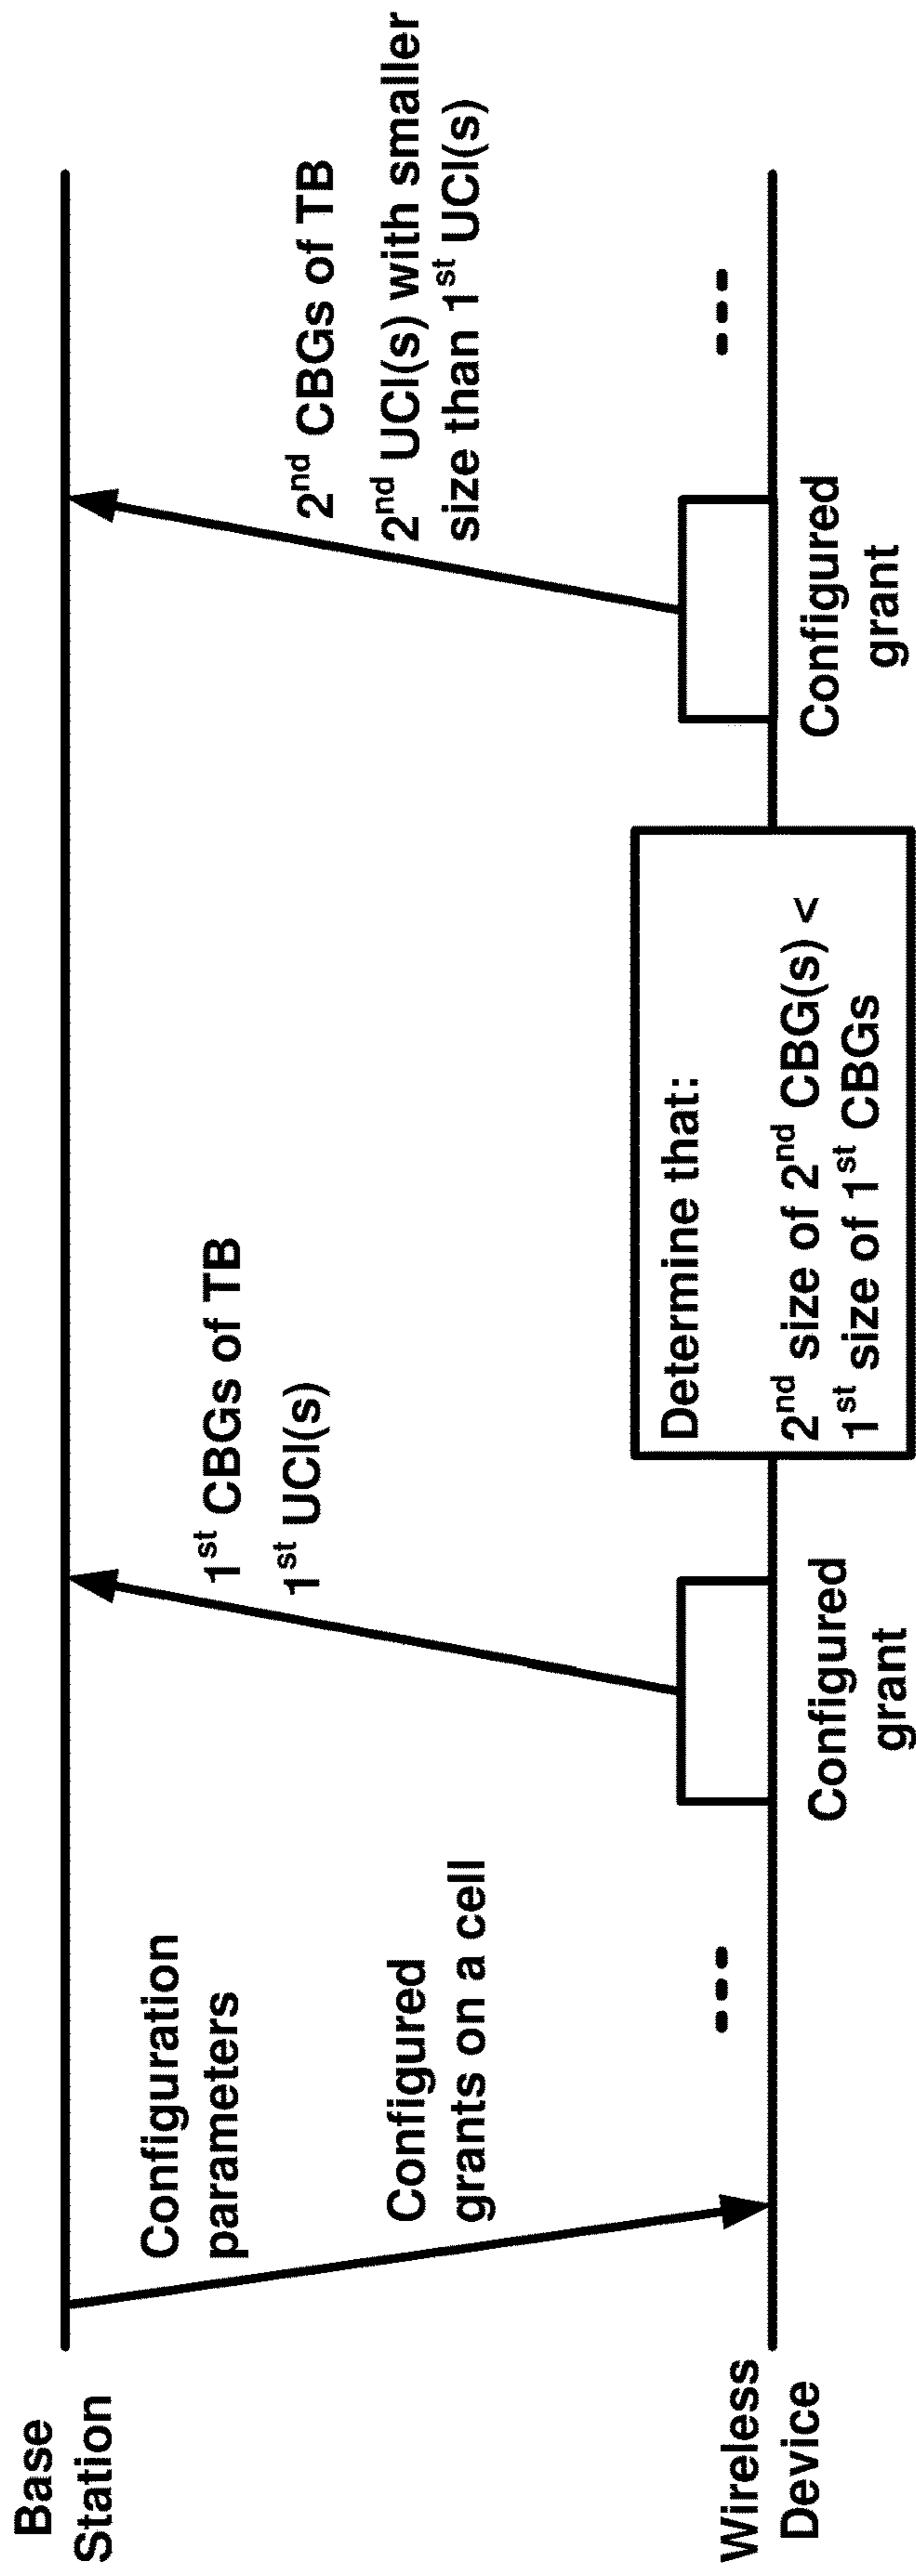 Base
Station
Configuration
parameters
Configured
grants on a cell
1st CBGs of TB
1st UCI(s)
2nd CBGs of TB
2nd UCI(s) with smaller
size than 1st UCI(s)
Wireless
Device
Configured
grant
Determine that:
2nd size of 2nd CBG(s) <
1st size of 1st CBGs
Configured
grant